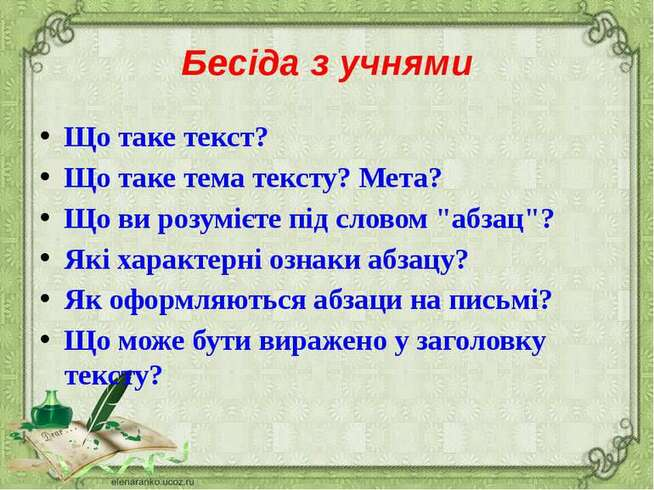 Бесіда з учнями
• Що таке текст?
• Що таке тема тексту? Мета?
• Що ви розумієте під словом "абзац"?
• Які характерні ознаки абзацу?
• Як оформляються абзаци на письмі?
• Що може бути виражено у заголовку
тексту?
Dear
elenaranko.ucoz.ru